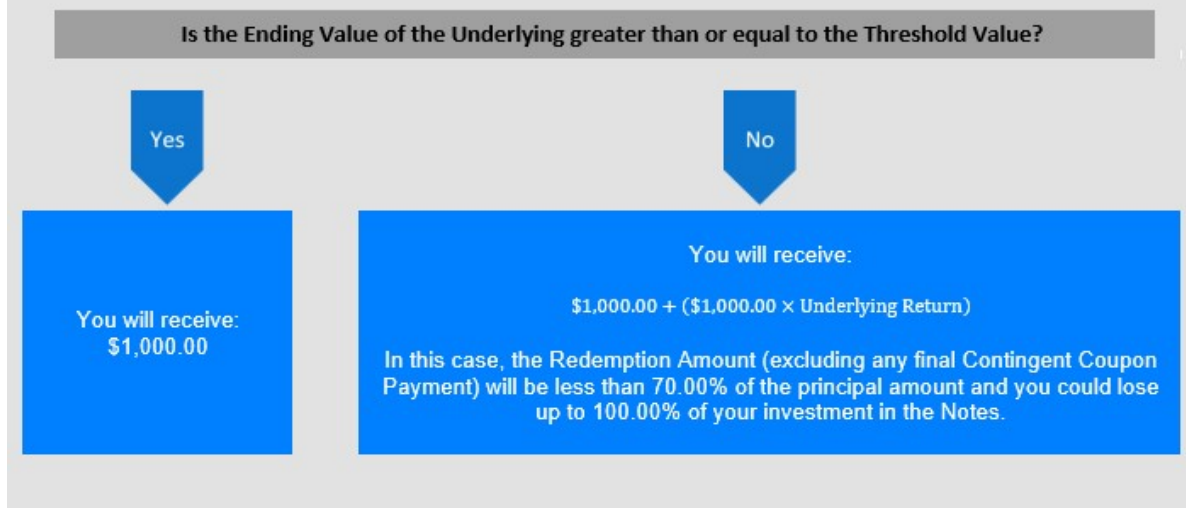 Is the Ending Value of the Underlying greater than or equal to the Threshold Value?
Yes
No
You will receive:
$1,000.00
You will receive:
$1,000.00 + ($1,000.00 × Underlying Return)
In this case, the Redemption Amount (excluding any final Contingent Coupon
Payment) will be less than 70.00% of the principal amount and you could lose
up to 100.00% of your investment in the Notes.